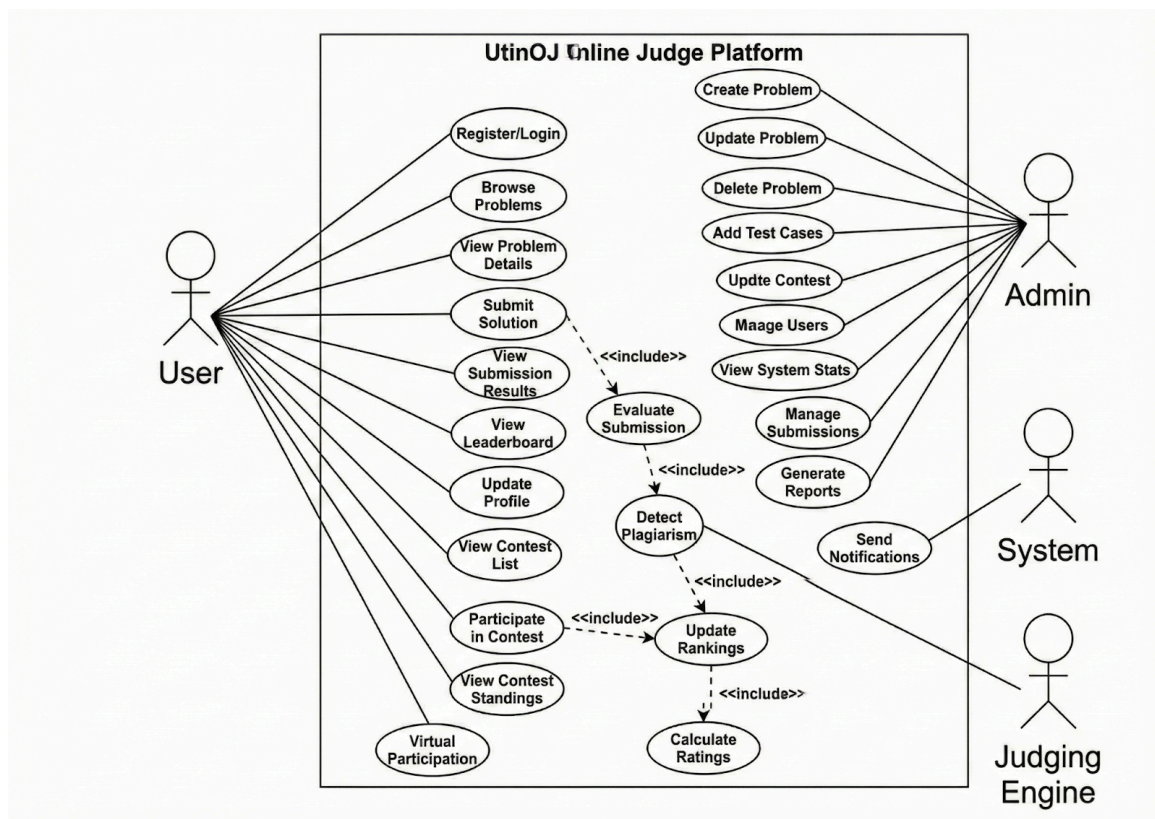 UtinOJ Online Judge Platform
Register/Login
Browse
Problems
View Problem
Details
Submit
Solution
View
Submission
Results
View
Leaderboard
Update
Profile
View Contest
List
Participate
in Contest
View Contest
Standings
Virtual
Participation
User
<<include>>
Evaluate
Submission
<<include>>
Detect
Plagiarism
<<include>>
<<include>>
Update
Rankings
<<include>>
Calculate
Ratings
Create Problem
Update Problem
Delete Problem
Add Test Cases
Updte Contest
Maage Users
View System Stats
Manage
Submissions
Generate
Reports
Send
Notifications
Admin
System
Judging
Engine